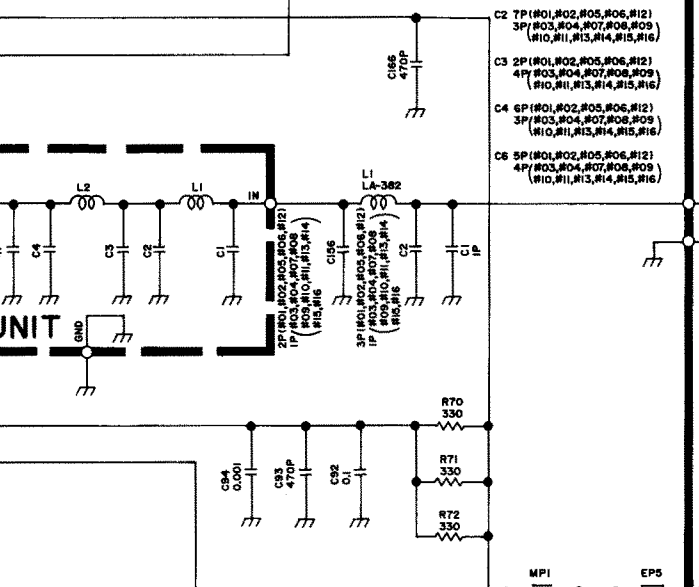 C2 7P(#01,#02,#05,#06,#12)
3P(#03,#04,#07,#08,#09
#10,#11,#13,#14,#15,#16)
C166
470P
C3 2P(#01,#02,#05,#06,#12)
4P(#03,#04,#07,#08,#09
#10,#11,#13,#14,#15,#16)
C4 6P(#01,#02,#05,#06,#12)
3P(#03,#04,#07,#08,#09
#10,#11,#13,#14,#15,#16)
C6 5P(#01,#02,#05,#06,#12)
4P(#03,#04,#07,#08,#09
#10,#11,#13,#14,#15,#16)
L2
L1
IN
L1
LA-382
C4
C3
C2
C1
2P(#01,#02,#05,#06,#12)
1P(#03,#04,#07,#08
#09,#10,#11,#13,#14
#15,#16)
C156
3P(#01,#02,#05,#06,#12)
1P(#03,#04,#07,#08
#09,#10,#11,#13,#14
#15,#16)
C2
C1
1P
UNIT
GND
R70
330
C94
0.001
C93
470P
C92
0.1
R71
330
R72
330
MP1
EP5